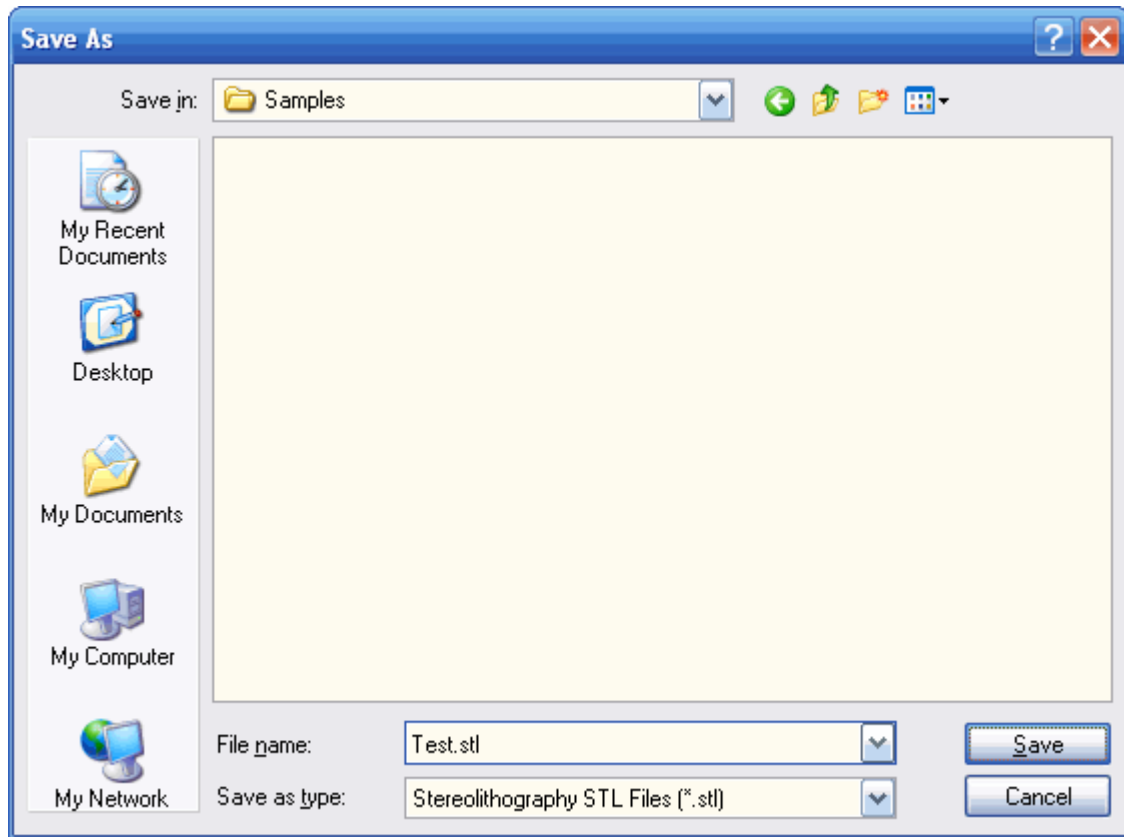 Save As
Save in: Samples
My Recent
Documents
Desktop
My Documents
My Computer
My Network
File name: Test.stl Save
Save as type: Stereolithography STL Files (*.stl) Cancel